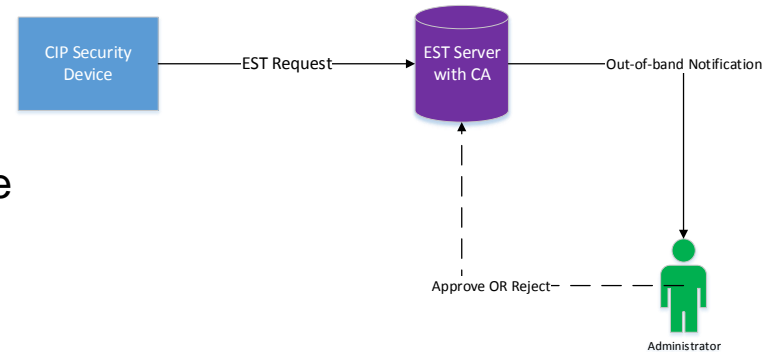 CIP Security
Device
EST Request
EST Server
with CA
Out-of-band Notification
e
Approve OR Reject
Administrator